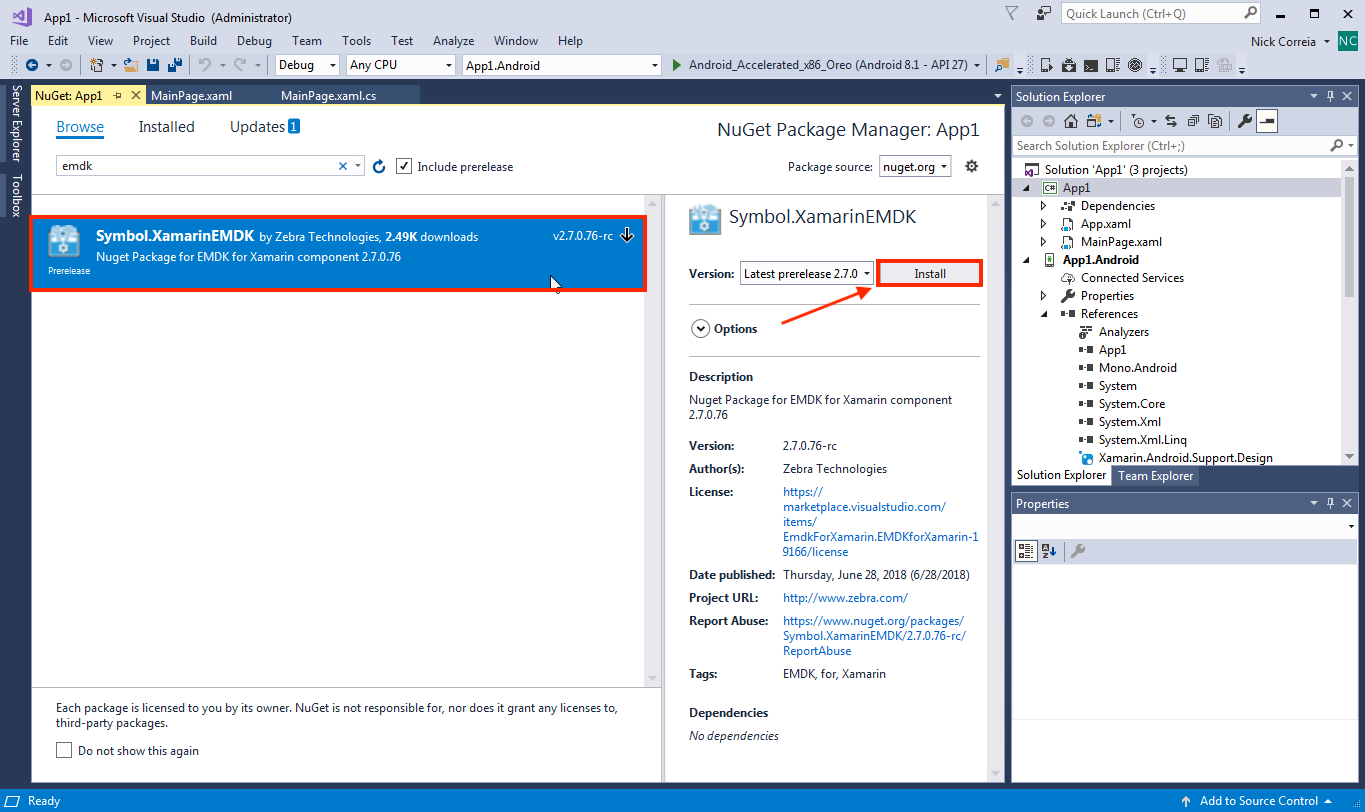 App1 - Microsoft Visual Studio (Administrator)
Quick Launch (Ctrl+Q)
File Edit View Project Build Debug Team Tools Test Analyze Window Help
Nick Correia NC
Debug Any CPU App1.Android Android_Accelerated_x86_Oreo (Android 8.1 - API 27)
Server Explorer
Toolbox
NuGet: App1 MainPage.xaml MainPage.xaml.cs
Browse Installed Updates 1
NuGet Package Manager: App1
emdk
Include prerelease
Package source: nuget.org
Symbol.XamarinEMDK by Zebra Technologies, 2.49K downloads
v2.7.0.76-rc
Nuget Package for EMDK for Xamarin component 2.7.0.76
Prerelease
Symbol.XamarinEMDK
Version: Latest prerelease 2.7.0 Install
Options
Description
Nuget Package for EMDK for Xamarin component
2.7.0.76
Version: 2.7.0.76-rc
Author(s): Zebra Technologies
License: https://
marketplace.visualstudio.com/
items/
EmdkForXamarin.EMDKforXamarin-1
9166/license
Date published: Thursday, June 28, 2018 (6/28/2018)
Project URL: http://www.zebra.com/
Report Abuse: https://www.nuget.org/packages/
Symbol.XamarinEMDK/2.7.0.76-rc/
ReportAbuse
Tags: EMDK, for, Xamarin
Dependencies
No dependencies
Each package is licensed to you by its owner. NuGet is not responsible for, nor does it grant any licenses to,
third-party packages.
Do not show this again
Solution Explorer
Search Solution Explorer (Ctrl+;)
Solution 'App1' (3 projects)
C# App1
Dependencies
App.xaml
MainPage.xaml
App1.Android
Connected Services
Properties
References
Analyzers
App1
Mono.Android
System
System.Core
System.Xml
System.Xml.Linq
Xamarin.Android.Support.Design
Solution Explorer Team Explorer
Properties
Ready
Add to Source Control